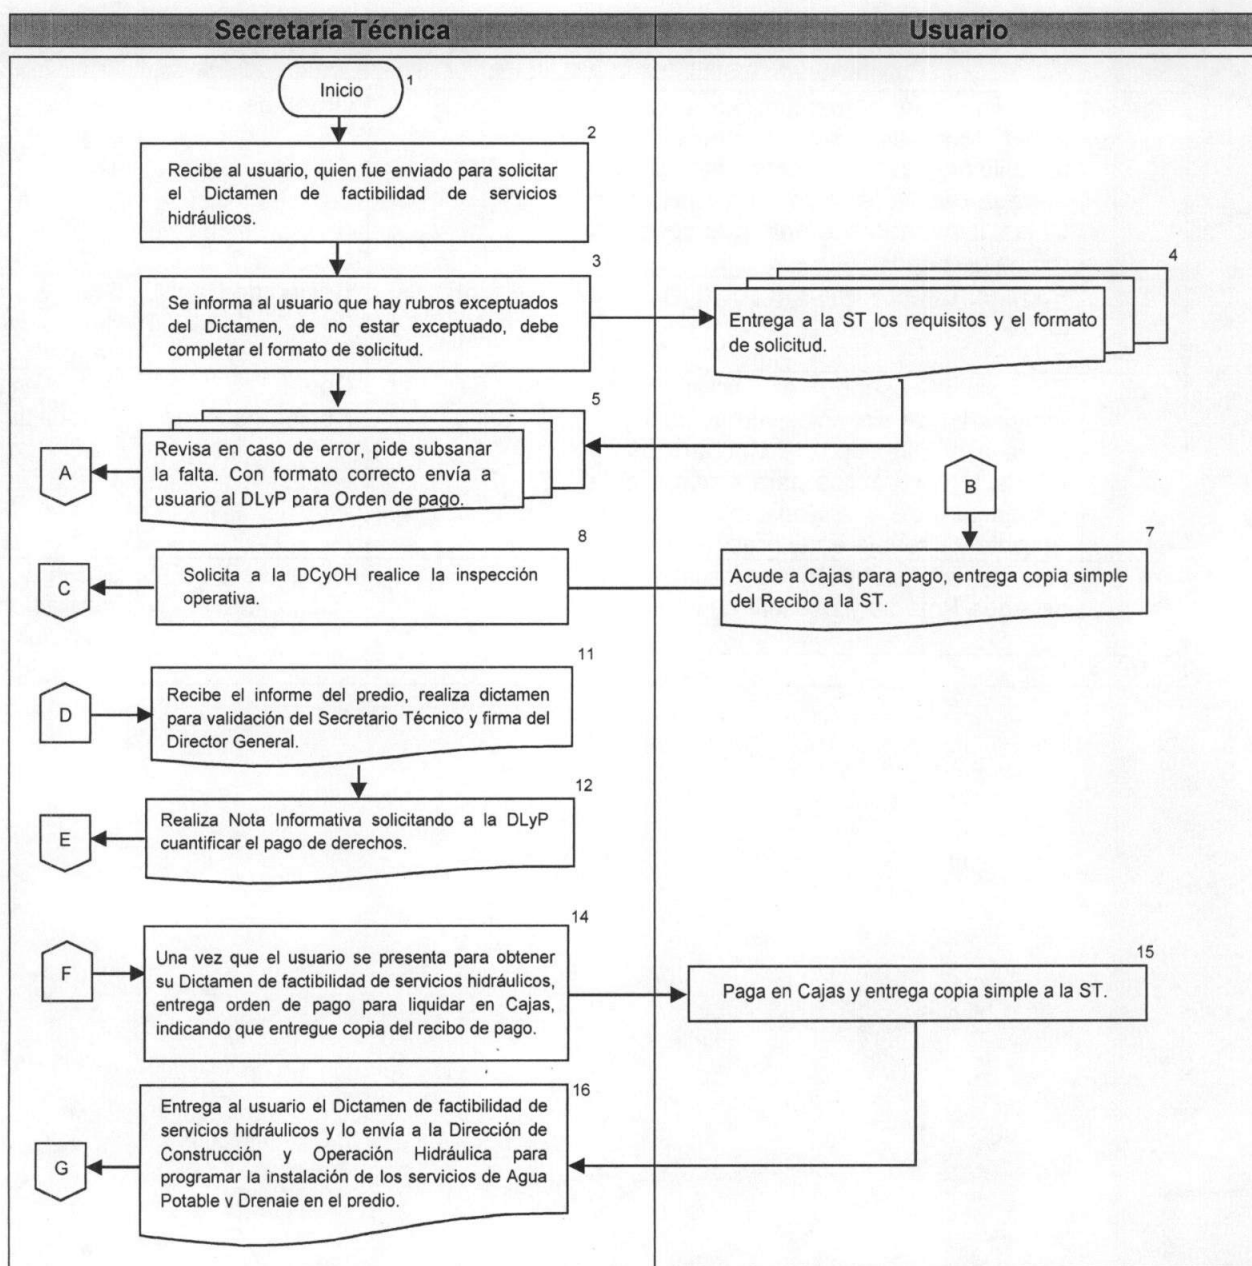 Secretaría Técnica
Usuario
Inicio
1
2
Recibe al usuario, quien fue enviado para solicitar
el Dictamen de factibilidad de servicios
hidráulicos.
3
Se informa al usuario que hay rubros exceptuados
del Dictamen, de no estar exceptuado, debe
completar el formato de solicitud.
4
Entrega a la ST los requisitos y el formato
de solicitud.
5
Revisa en caso de error, pide subsanar
la falta. Con formato correcto envía a
usuario al DLyP para Orden de pago.
A
B
7
Acude a Cajas para pago, entrega copia simple
del Recibo a la ST.
8
Solicita a la DCyOH realice la inspección
operativa.
C
11
Recibe el informe del predio, realiza dictamen
para validación del Secretario Técnico y firma del
Director General.
D
12
Realiza Nota Informativa solicitando a la DLyP
cuantificar el pago de derechos.
E
14
Una vez que el usuario se presenta para obtener
su Dictamen de factibilidad de servicios hidráulicos,
entrega orden de pago para liquidar en Cajas,
indicando que entregue copia del recibo de pago.
F
15
Paga en Cajas y entrega copia simple a la ST.
16
Entrega al usuario el Dictamen de factibilidad de
servicios hidráulicos y lo envía a la Dirección de
Construcción y Operación Hidráulica para
programar la instalación de los servicios de Agua
Potable y Drenaje en el predio.
G